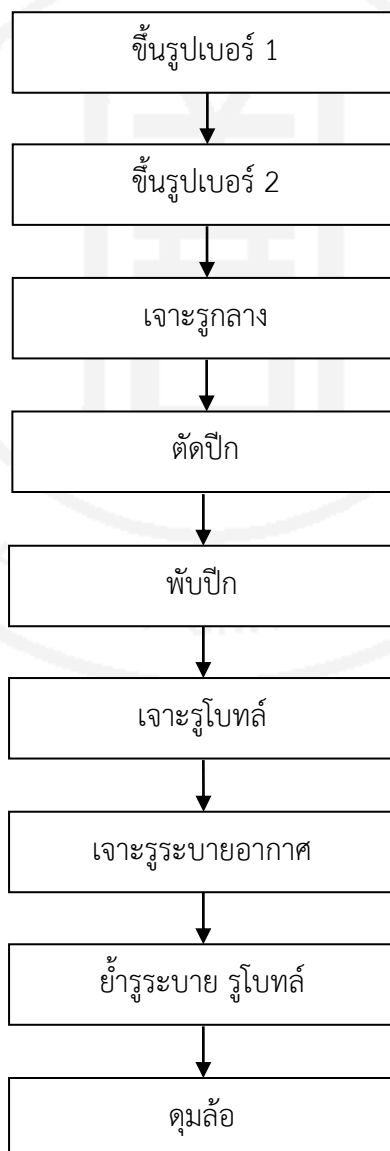 ขึ้นรูปเบอร์ 1
ขึ้นรูปเบอร์ 2
เจาะรูกลาง
ตัดปีก
พับปีก
เจาะรูโบทล์
เจาะรูระบายอากาศ
ย้ำรูระบาย รูโบทล์
ดุมล้อ